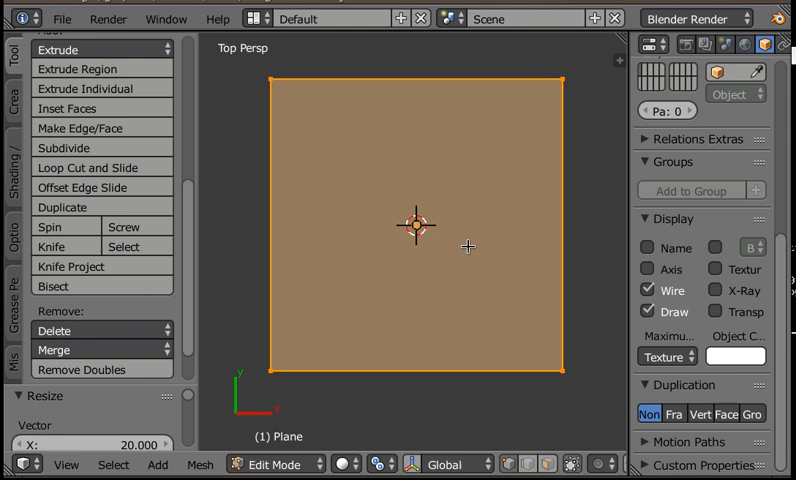 File Render Window Help Default Scene Blender Render
Tool
Crea
Shading /
Optio
Grease Pe
Mis
Extrude
Extrude Region
Extrude Individual
Inset Faces
Make Edge/Face
Subdivide
Loop Cut and Slide
Offset Edge Slide
Duplicate
Spin Screw
Knife Select
Knife Project
Bisect
Remove:
Delete
Merge
Remove Doubles
Resize
Vector
X: 20.000
Top Persp
y
x
(1) Plane
View Select Add Mesh Edit Mode Global
Object
Pa: 0
Relations Extras
Groups
Add to Group
Display
Name B
Axis Textur
Wire X-Ray
Draw Transp
Maximu... Object C...
Texture
Duplication
Non Fra Vert Face Gro
Motion Paths
Custom Properties